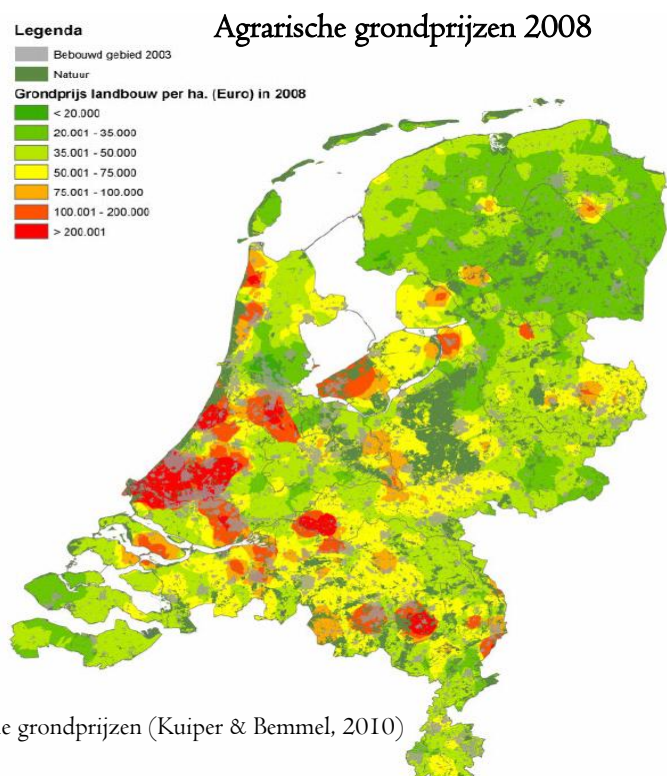 Agrarische grondprijzen 2008
Legenda
Bebouwd gebied 2003
Natuur
Grondprijs landbouw per ha. (Euro) in 2008
< 20.000
20.001 - 35.000
35.001 - 50.000
50.001 - 75.000
75.001 - 100.000
100.001 - 200.000
> 200.001
e grondprijzen (Kuiper & Bemmel, 2010)